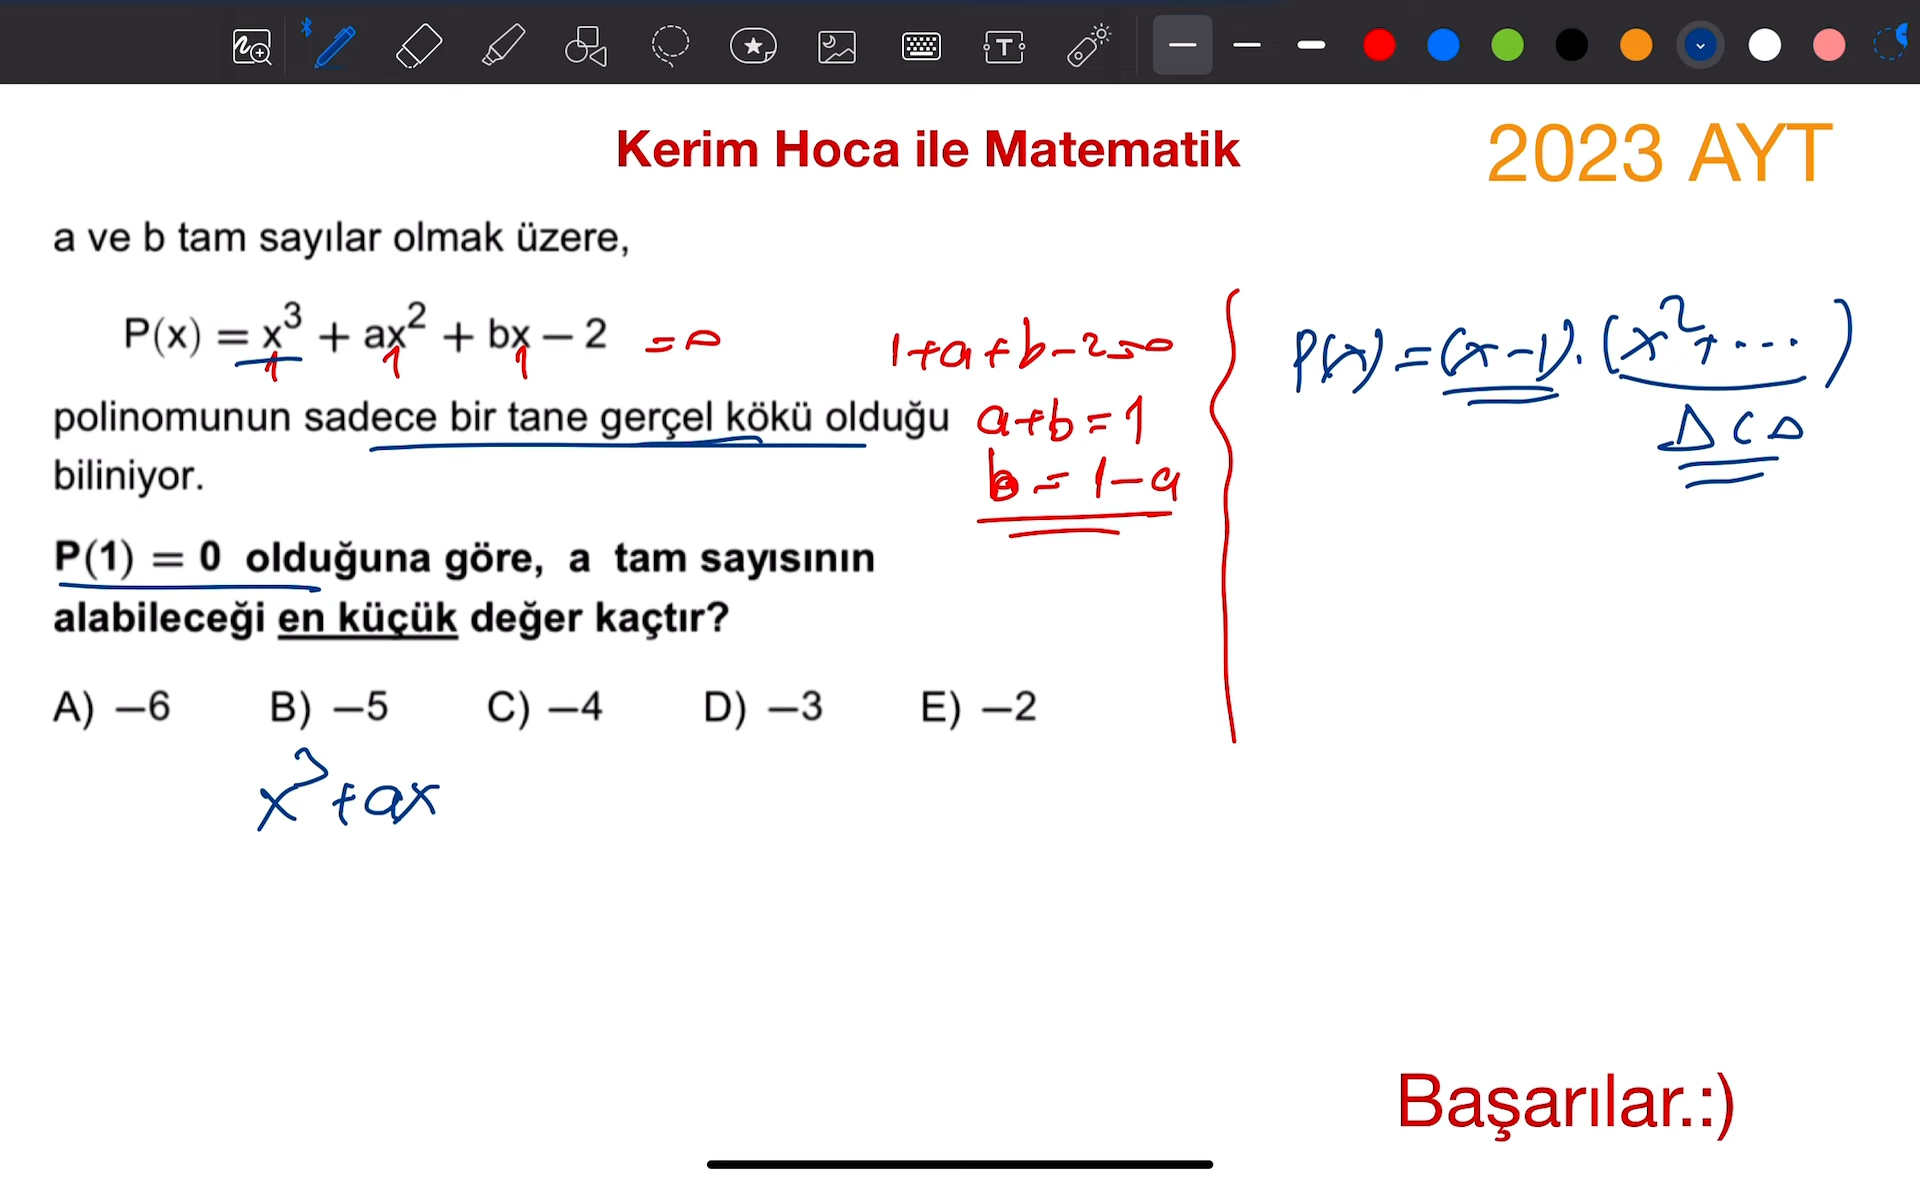 Kerim Hoca ile Matematik
2023 AYT
a ve b tam sayılar olmak üzere,
P(x) = x³ + ax² + bx – 2 = 0
1 1 1
polinomunun sadece bir tane gerçel kökü olduğu
biliniyor.
P(1) = 0 olduğuna göre, a tam sayısının
alabileceği en küçük değer kaçtır?
A) –6 B) –5 C) –4 D) –3 E) –2
x³ + ax
1+a+b-2=0
a+b=1
b=1-a
P(x)=(x-1).(x²+...)
Δ<0
Başarılar.:)